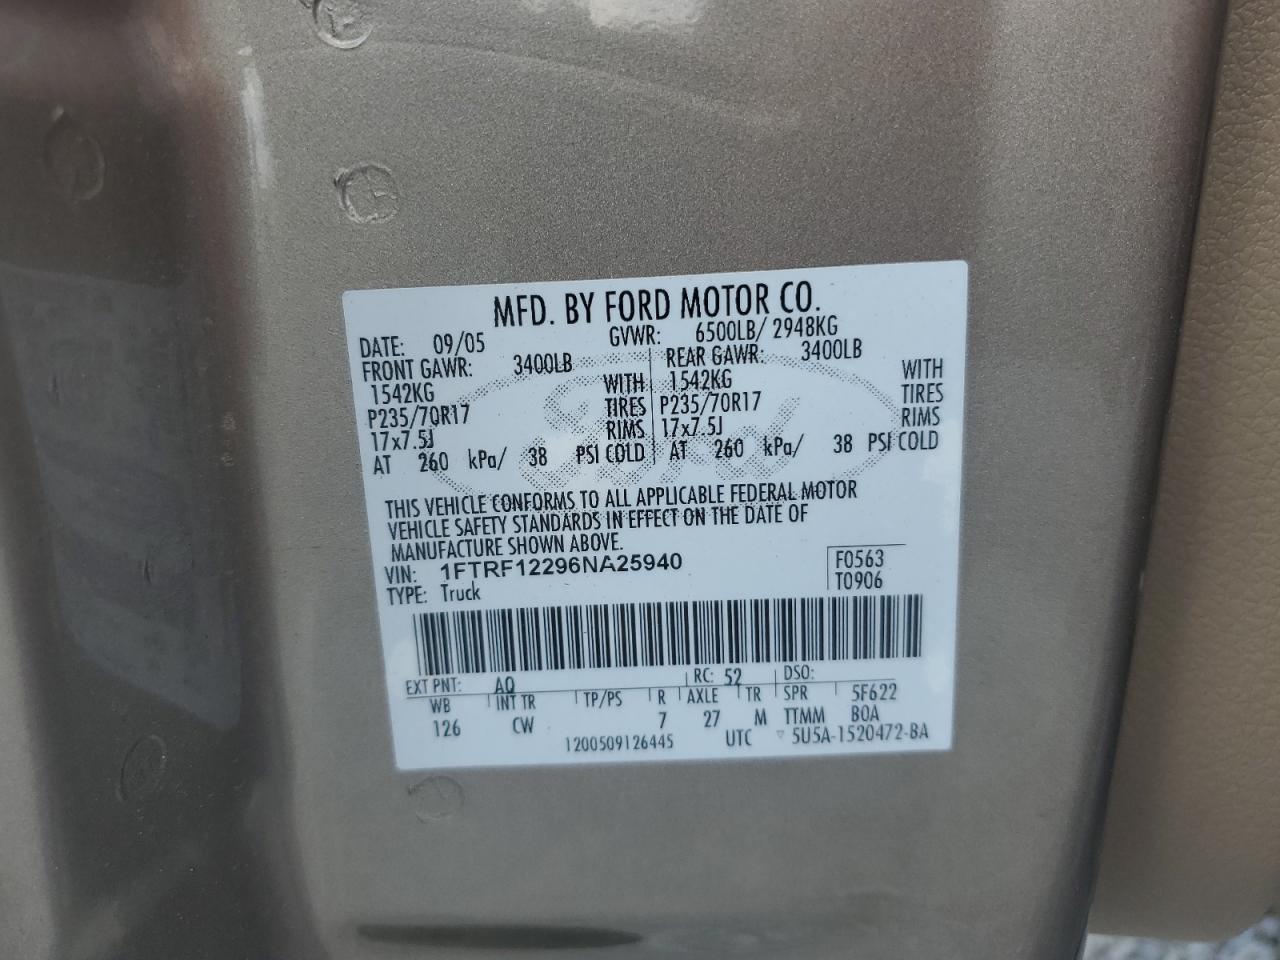 MFD. BY FORD MOTOR CO.
DATE: 09/05 GVWR: 6500LB/ 2948KG
FRONT GAWR: 3400LB REAR GAWR: 3400LB
1542KG WITH 1542KG WITH
P235/70R17 TIRES P235/70R17 TIRES
17x7.5J RIMS 17x7.5J RIMS
AT 260 kPa/ 38 PSI COLD AT 260 kPa/ 38 PSI COLD
Ford
THIS VEHICLE CONFORMS TO ALL APPLICABLE FEDERAL MOTOR
VEHICLE SAFETY STANDARDS IN EFFECT ON THE DATE OF
MANUFACTURE SHOWN ABOVE.
VIN: 1FTRF12296NA25940 F0563
TYPE: Truck T0906
EXT PNT: AQ RC: 52 DSO:
WB INT TR TP/PS R AXLE TR SPR 5F622
126 CW 7 27 M TTMM BOA
1200509126445 UTC ▽ 5U5A-1520472-BA